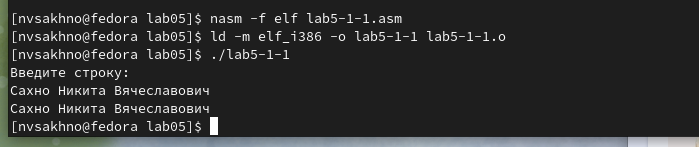 [nvsakhno@fedora lab05]$ nasm -f elf lab5-1-1.asm
[nvsakhno@fedora lab05]$ ld -m elf_i386 -o lab5-1-1 lab5-1-1.o
[nvsakhno@fedora lab05]$ ./lab5-1-1
Введите строку:
Сахно Никита Вячеславович
Сахно Никита Вячеславович
[nvsakhno@fedora lab05]$